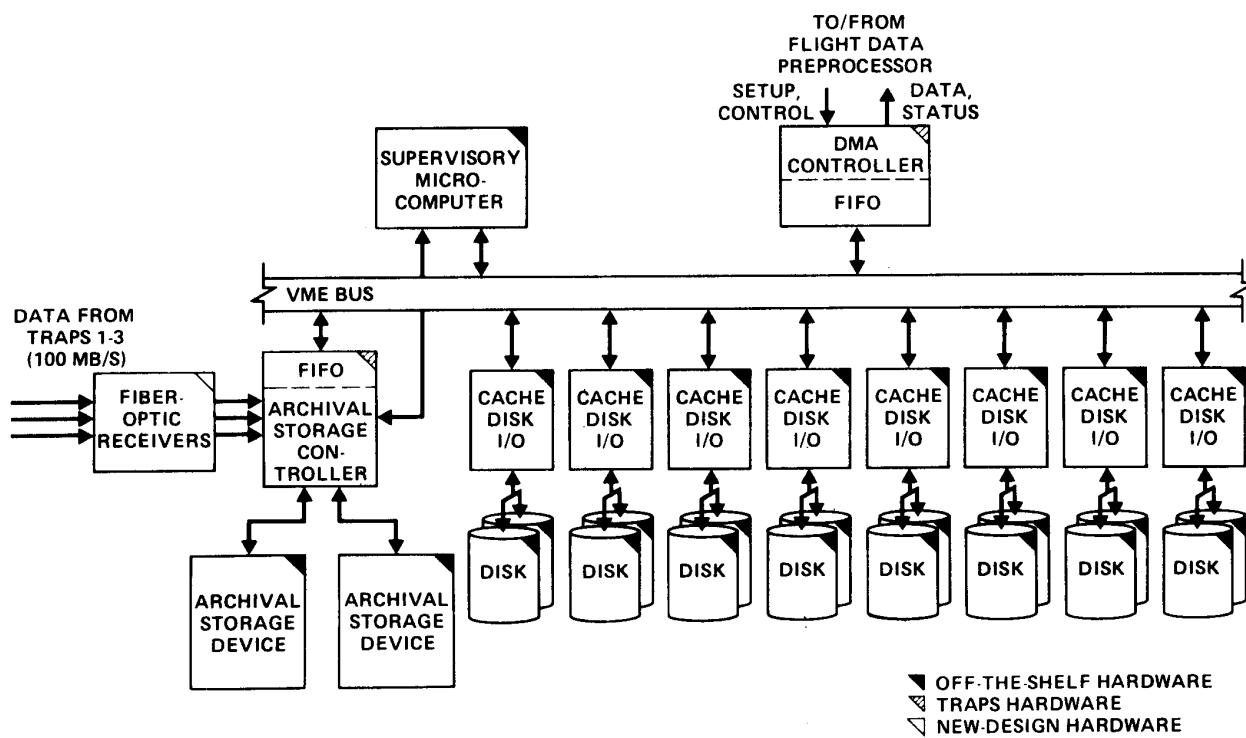 TO/FROM
FLIGHT DATA
PREPROCESSOR
SETUP,
CONTROL
DATA,
STATUS
SUPERVISORY
MICRO-
COMPUTER
DMA
CONTROLLER
FIFO
VME BUS
DATA FROM
TRAPS 1-3
(100 MB/S)
FIBER-
OPTIC
RECEIVERS
FIFO
ARCHIVAL
STORAGE
CON-
TROLLER
CACHE
DISK
I/O
CACHE
DISK
I/O
CACHE
DISK
I/O
CACHE
DISK
I/O
CACHE
DISK
I/O
CACHE
DISK
I/O
CACHE
DISK
I/O
CACHE
DISK
I/O
DISK
DISK
DISK
DISK
DISK
DISK
DISK
DISK
ARCHIVAL
STORAGE
DEVICE
ARCHIVAL
STORAGE
DEVICE
OFF-THE-SHELF HARDWARE
TRAPS HARDWARE
NEW-DESIGN HARDWARE